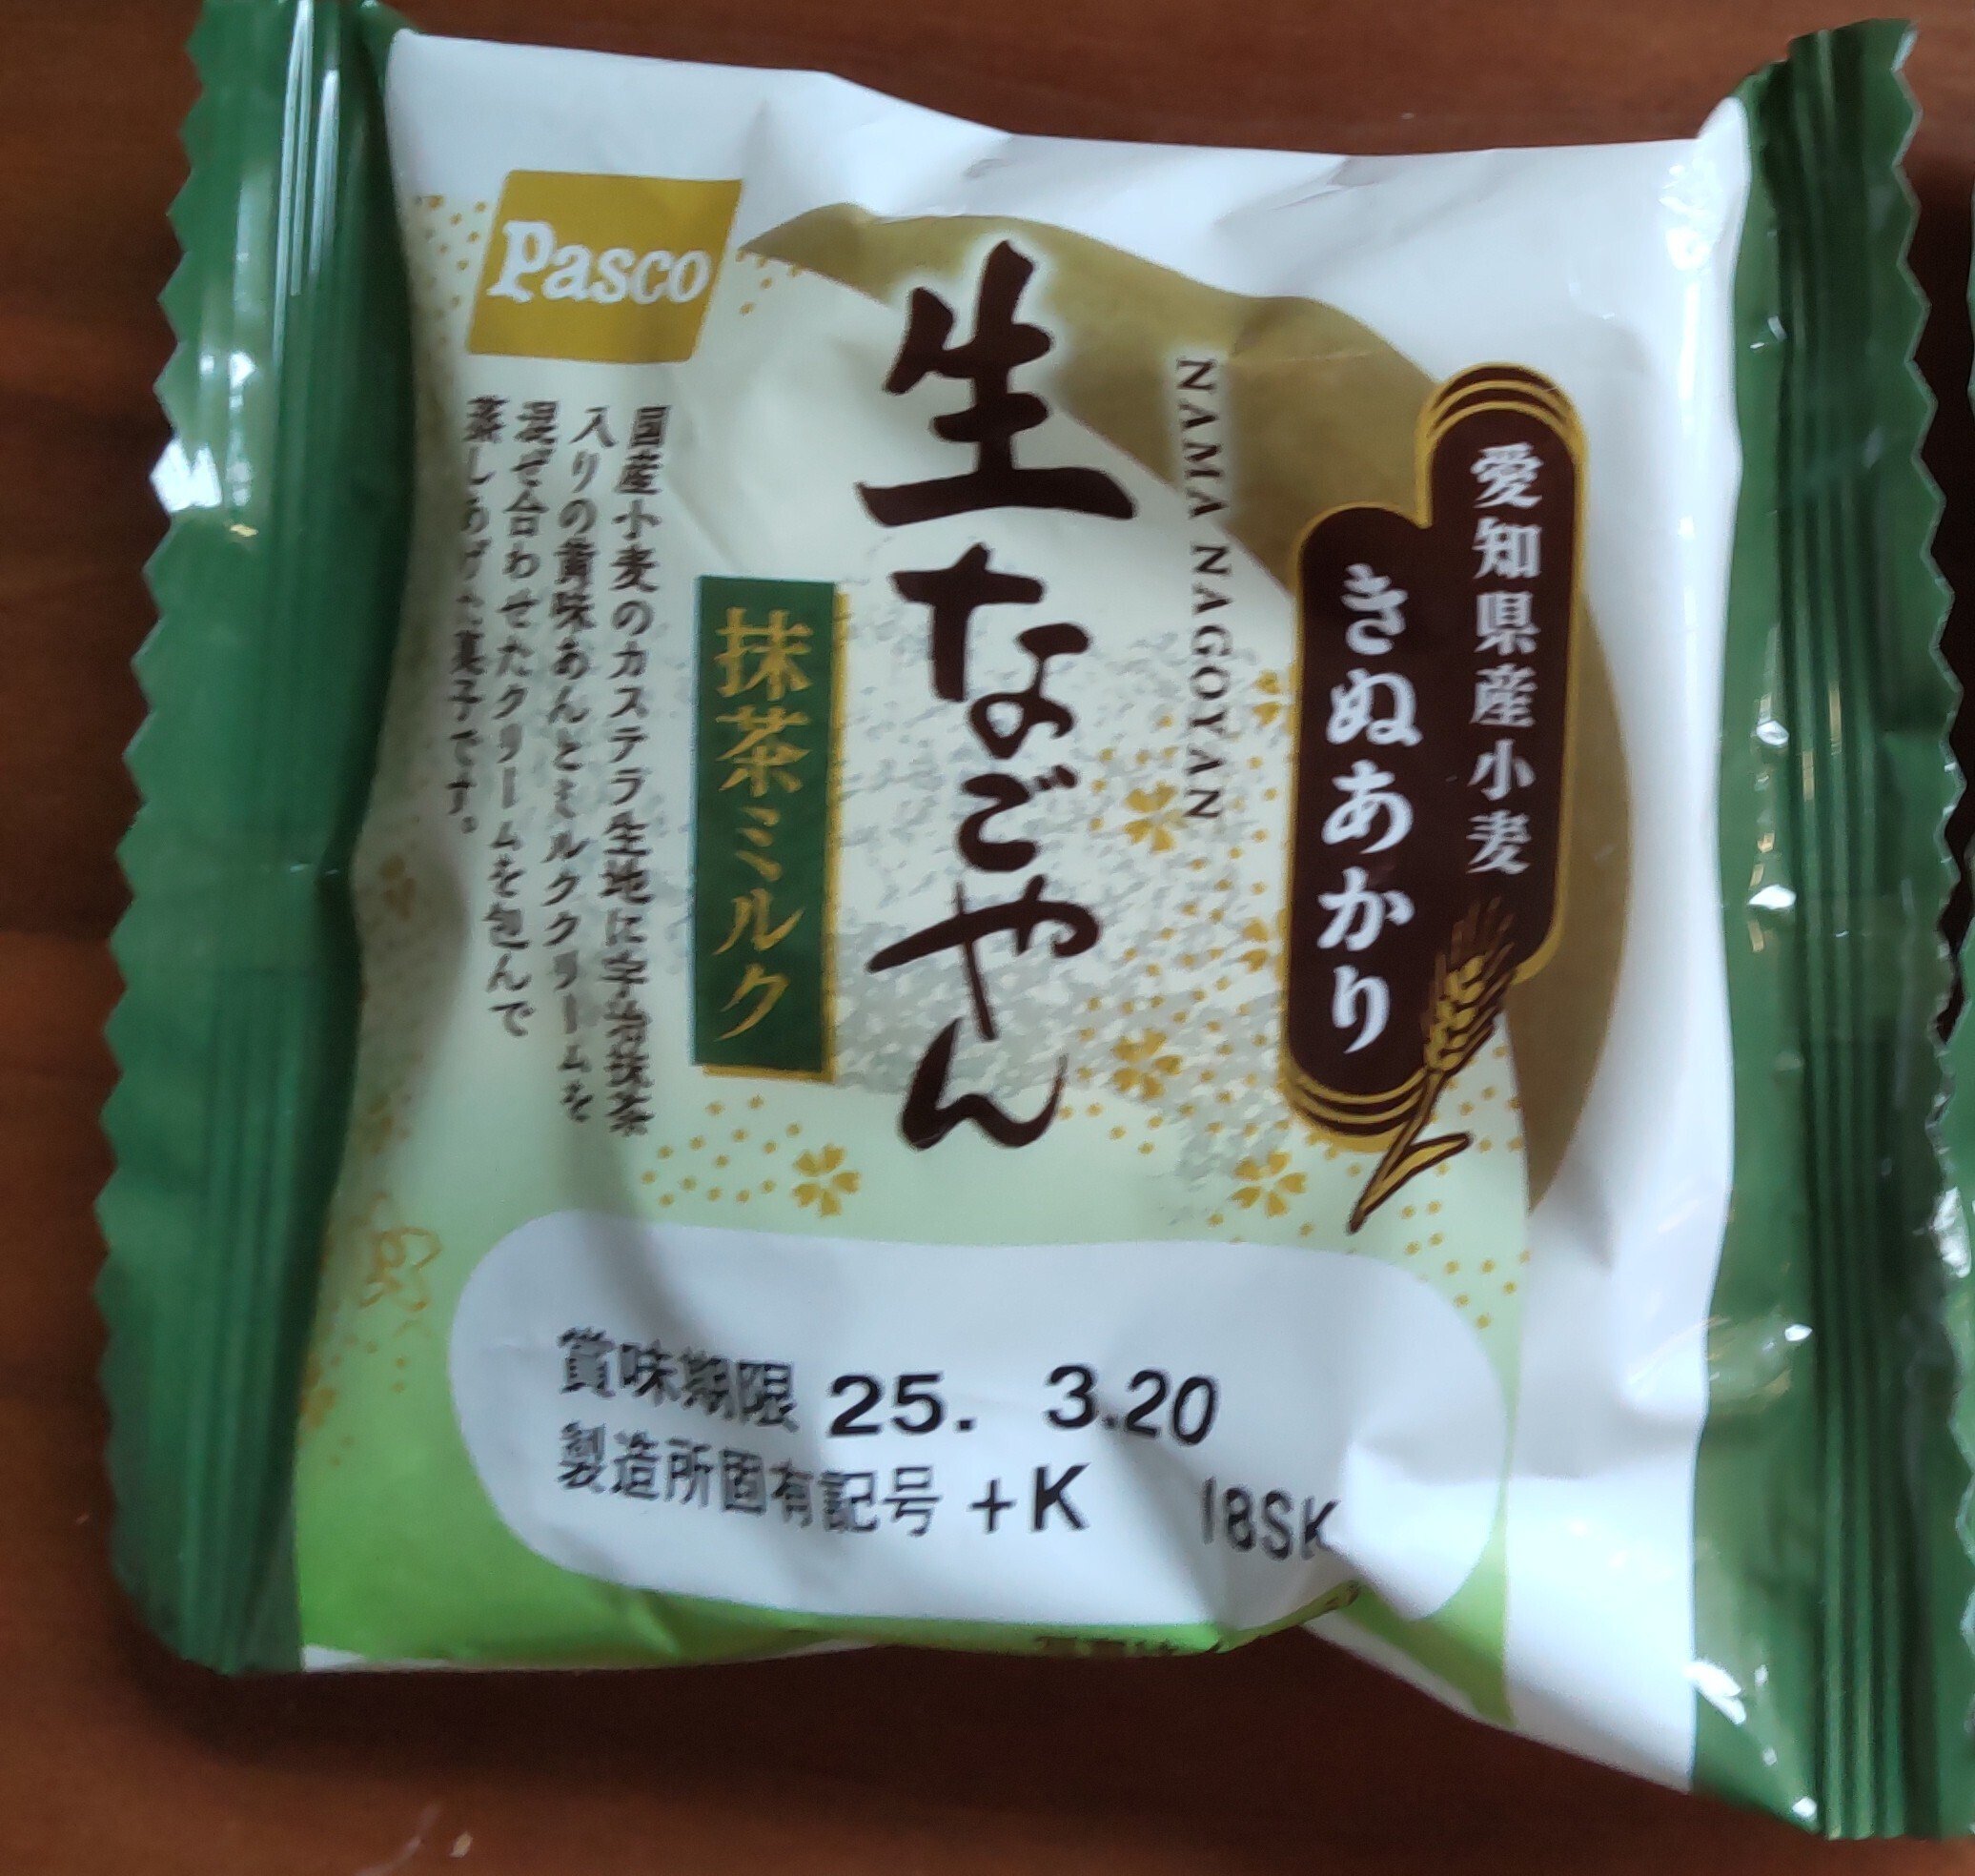 Pasco
愛知県産小麦
きぬあかり
NAMA NAGOYAN
生なごやん
抹茶ミルク
国産小麦のカステラ生地に宇治抹茶
入りの黄味あんとミルククリームを
混ぜ合わせたクリームを包んで
蒸しあげた菓子です。
賞味期限 25. 3.20
製造所固有記号 +K 18SK